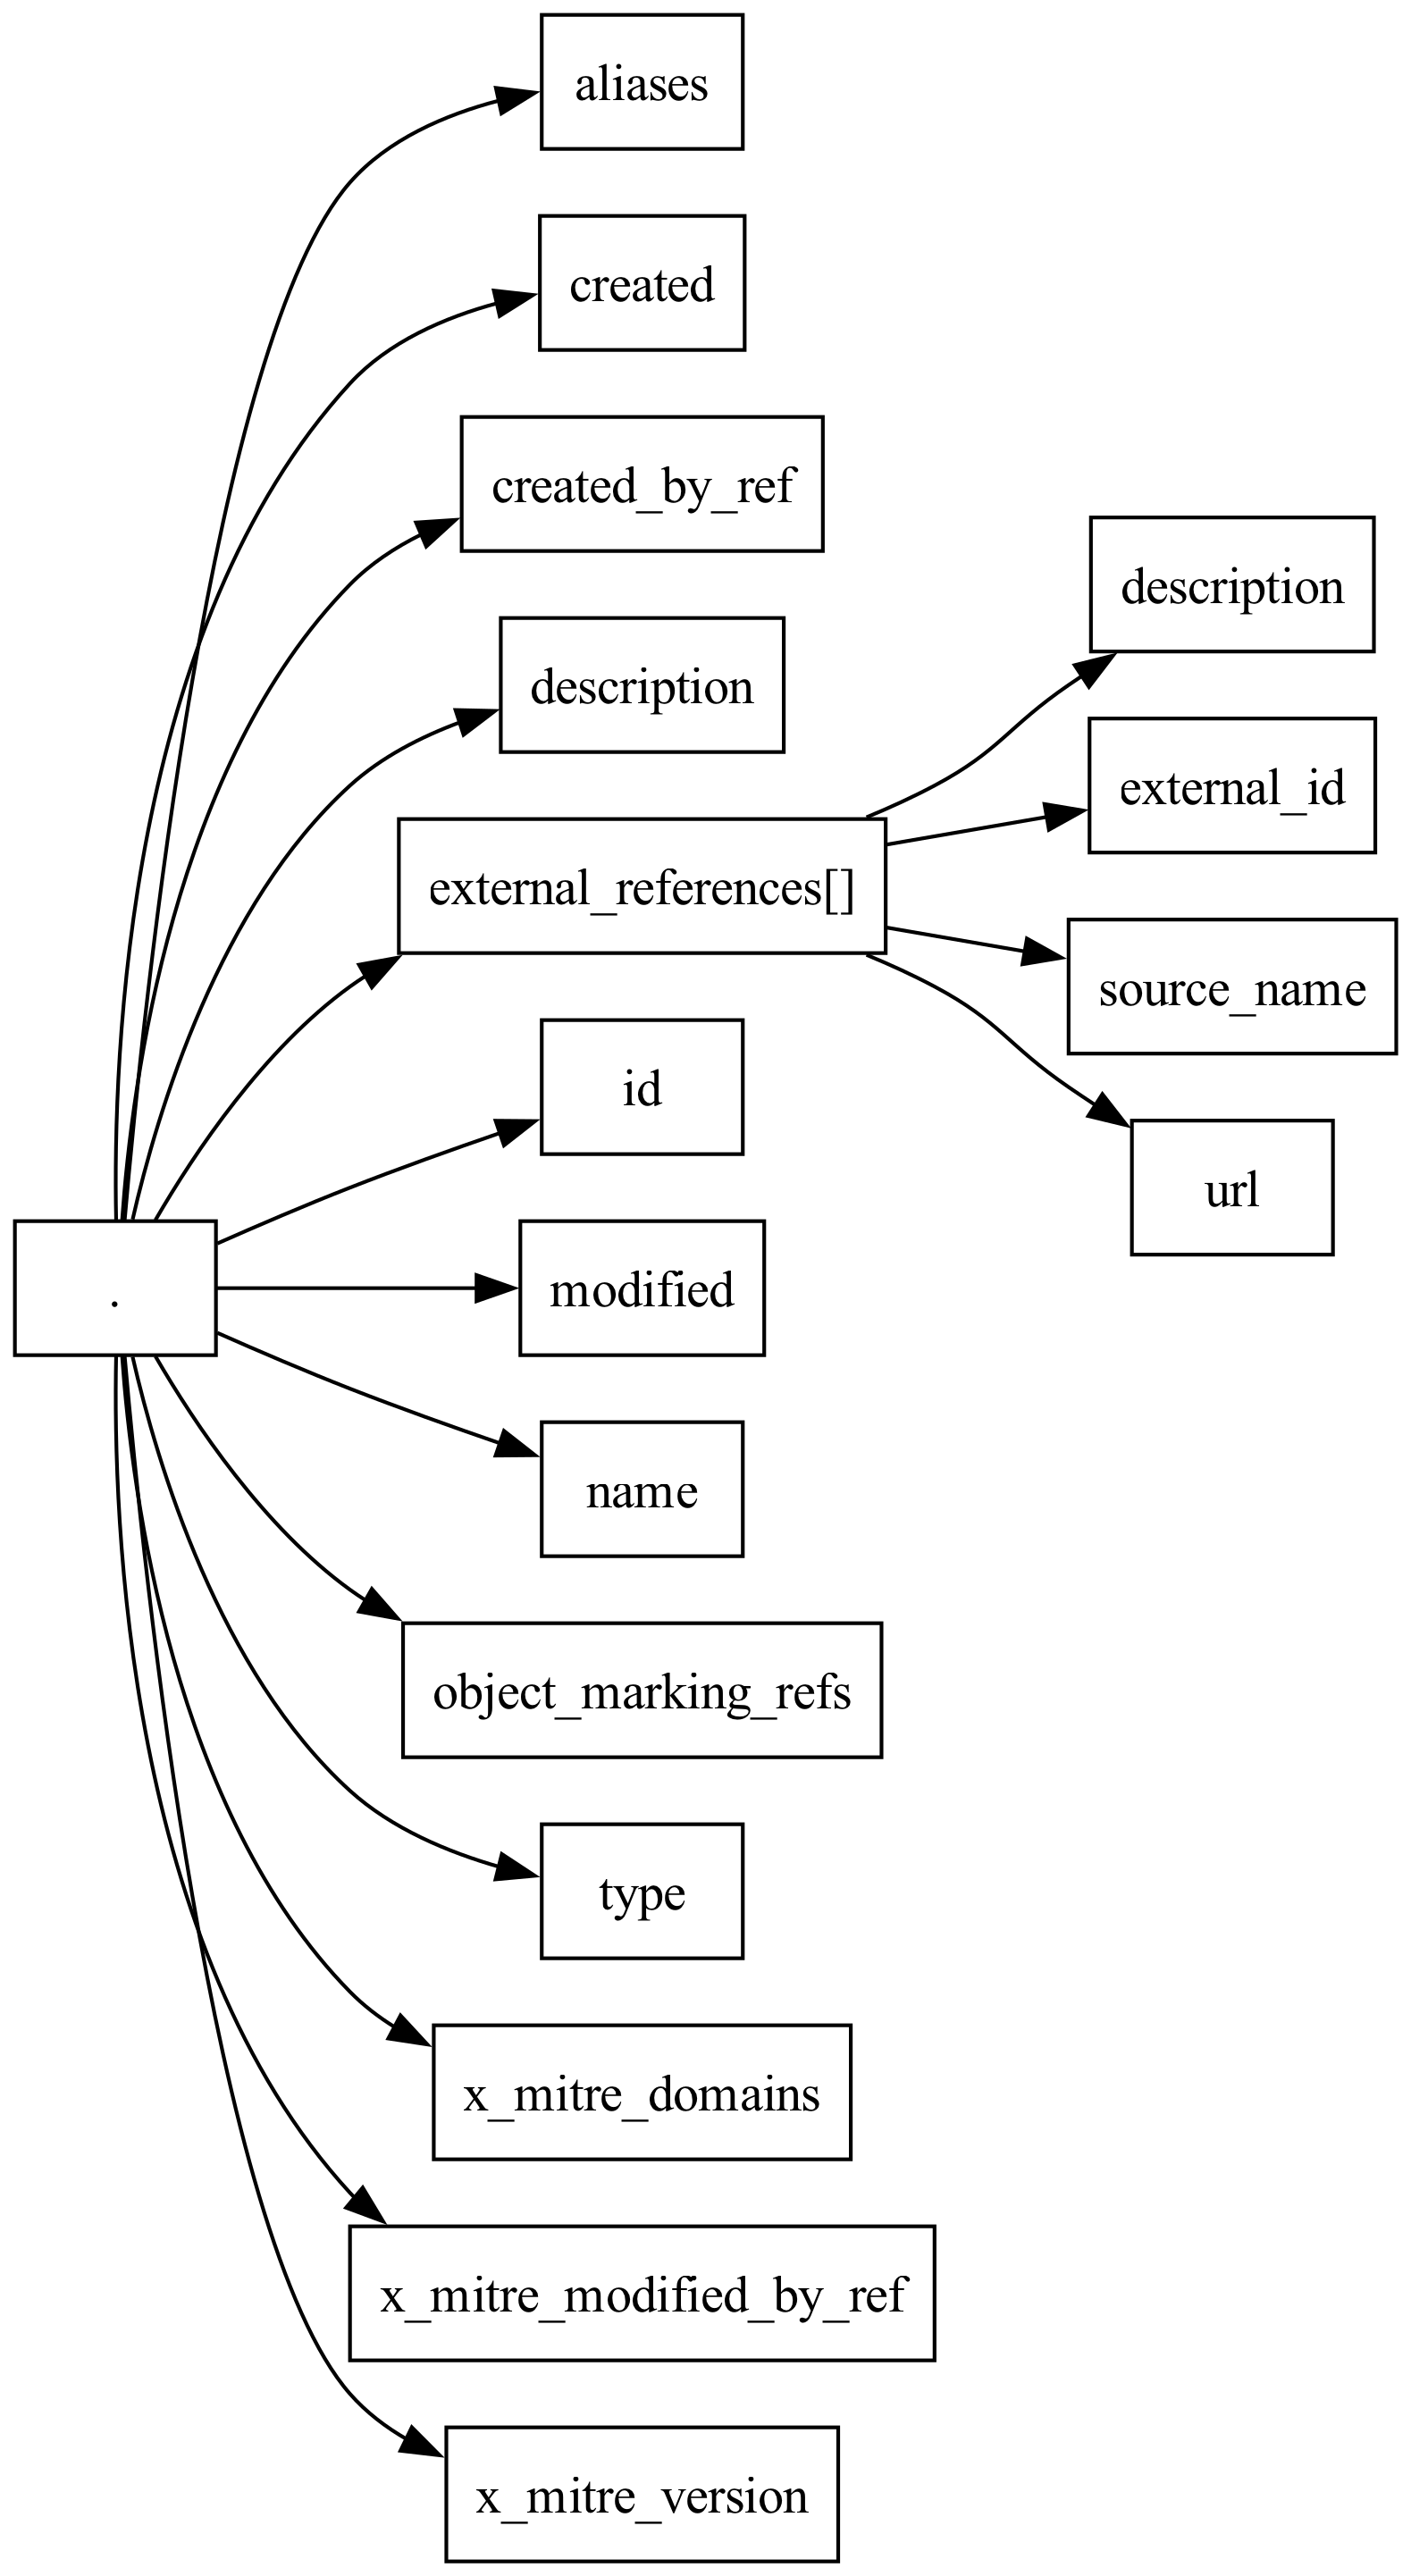 aliases
created
created_by_ref
description
external_references[]
description
external_id
source_name
url
id
modified
.
name
object_marking_refs
type
x_mitre_domains
x_mitre_modified_by_ref
x_mitre_version